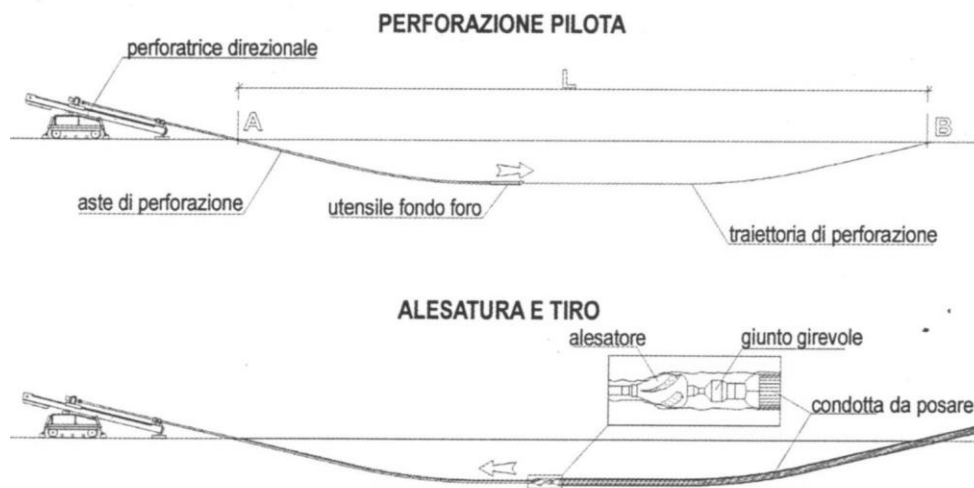 PERFORAZIONE PILOTA
perforatrice direzionale
L
A
B
aste di perforazione
utensile fondo foro
traiettoria di perforazione
ALESATURA E TIRO
alesatore
giunto girevole
condotta da posare